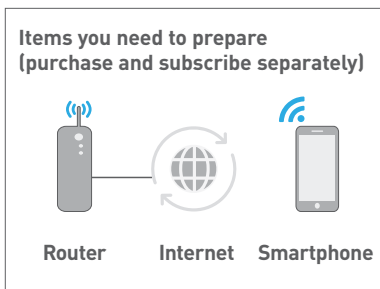 Items you need to prepare
(purchase and subscribe separately)
Router Internet Smartphone